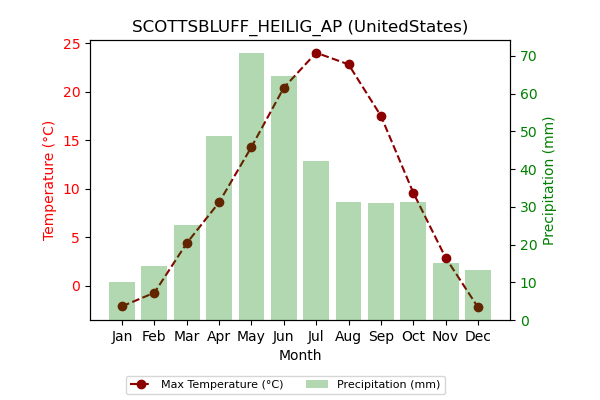 SCOTTSBLUFF_HEILIG_AP (UnitedStates)
Temperature (°C)
25
20
15
10
5
0
Precipitation (mm)
70
60
50
40
30
20
10
0
Jan Feb Mar Apr May Jun Jul Aug Sep Oct Nov Dec
Month
Max Temperature (°C) Precipitation (mm)